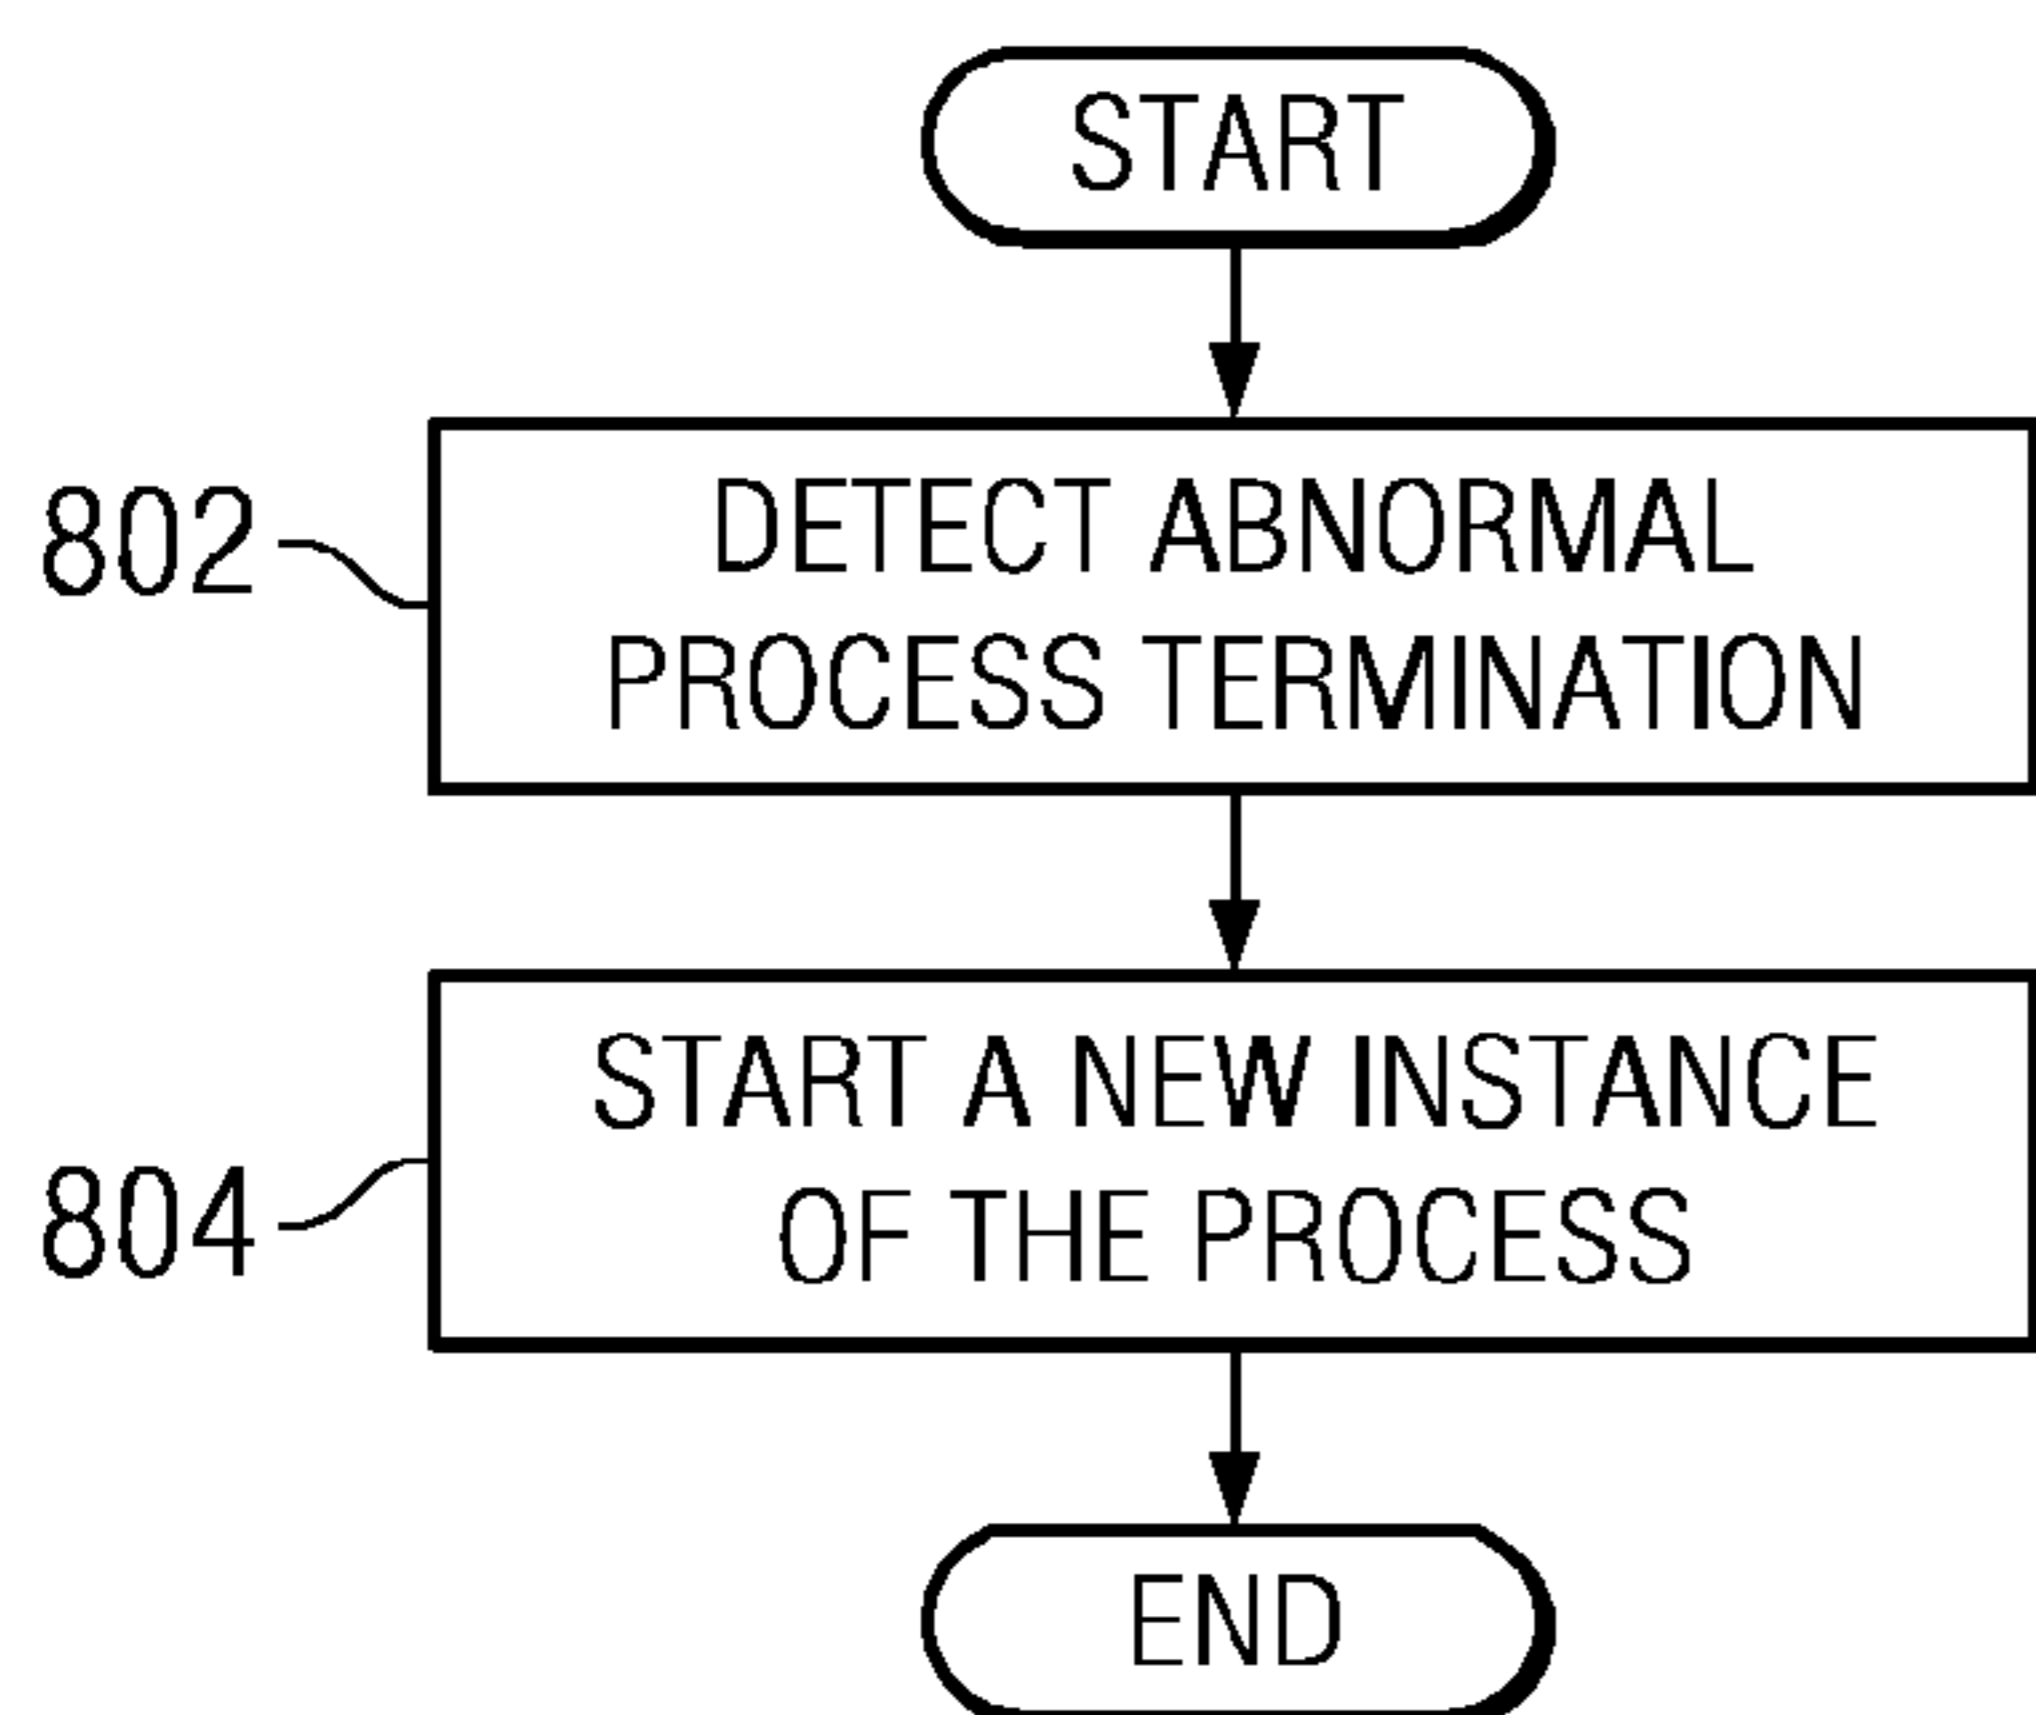 START
802
DETECT ABNORMAL
PROCESS TERMINATION
804
START A NEW INSTANCE
OF THE PROCESS
END